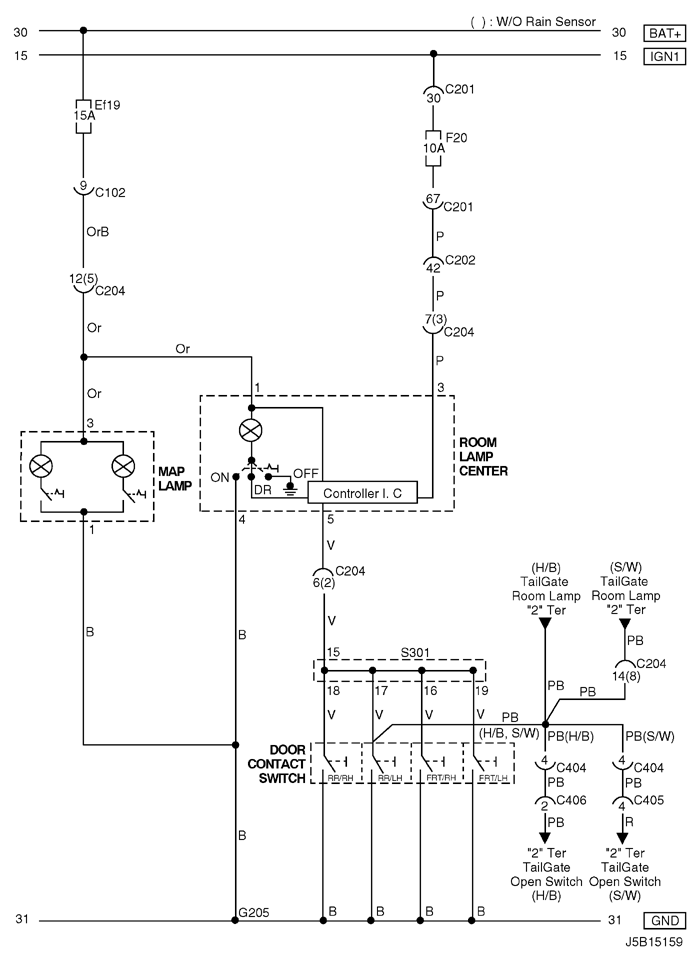 ( ) : W/O Rain Sensor
30
30
BAT+
15
15
IGN1
C201
30
Ef19
15A
F20
10A
9
C102
67
C201
OrB
P
C202
42
12(5)
C204
P
7(3)
C204
Or
Or
P
Or
1
3
3
ROOM
LAMP
CENTER
MAP
LAMP
ON
OFF
DR
Controller I. C
1
4
5
V
C204
6(2)
B
B
V
(H/B)
TailGate
Room Lamp
"2" Ter
(S/W)
TailGate
Room Lamp
"2" Ter
PB
C204
14(8)
15
S301
18
17
16
19
PB
PB
V
V
V
V
PB
(H/B, S/W)
PB(H/B)
PB(S/W)
DOOR
CONTACT
SWITCH
RR/RH
RR/LH
FRT/RH
FRT/LH
4
C404
4
C404
PB
PB
2
C406
4
C405
PB
R
B
"2" Ter
TailGate
Open Switch
(H/B)
"2" Ter
TailGate
Open Switch
(S/W)
31
G205
B
B
B
B
31
GND
J5B15159